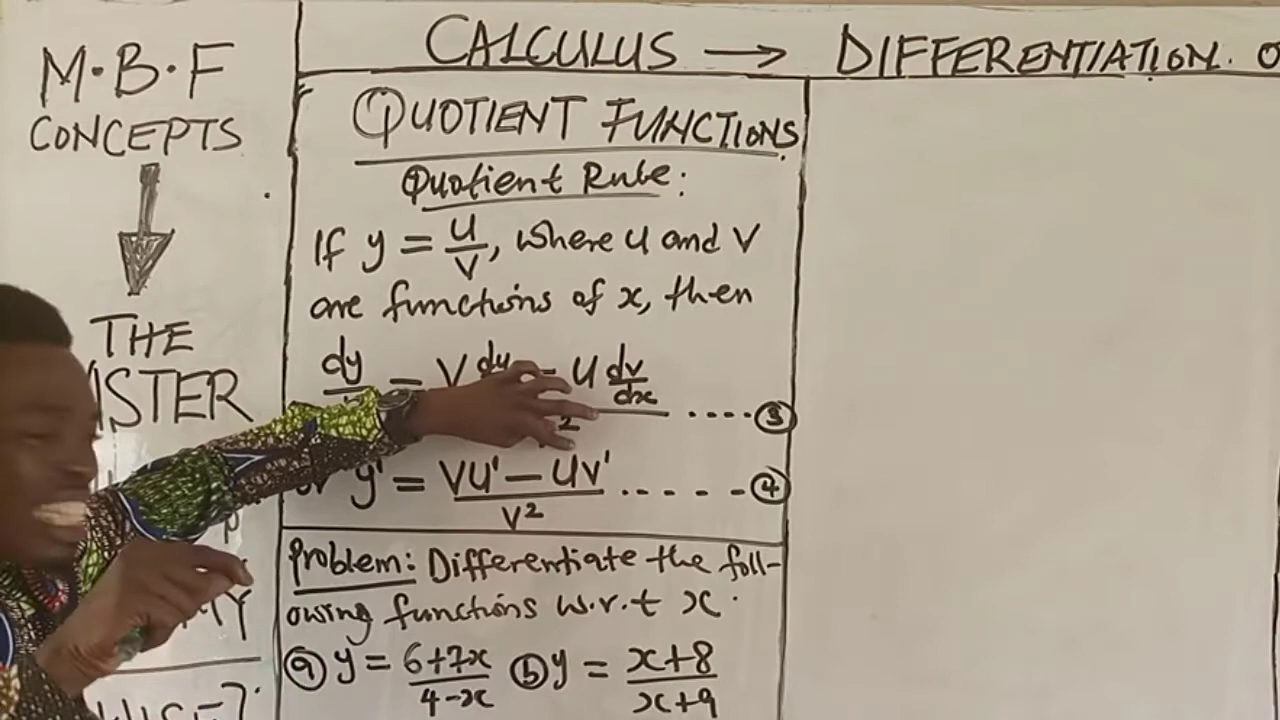 M.B.F
CONCEPTS
THE
CALCULUS → DIFFERENTIATION.
QUOTIENT FUNCTIONS
Quotient Rule:
If y = u/v, where u and v
are functions of x, then
dy = v du - u dv/dx .... ③
y' = vu' - uv' / v² ..... ④
Problem: Differentiate the foll-
owing functions w.r.t x.
ⓐ y = 6+7x / 4-x ⓑ y = x+8 / x+9